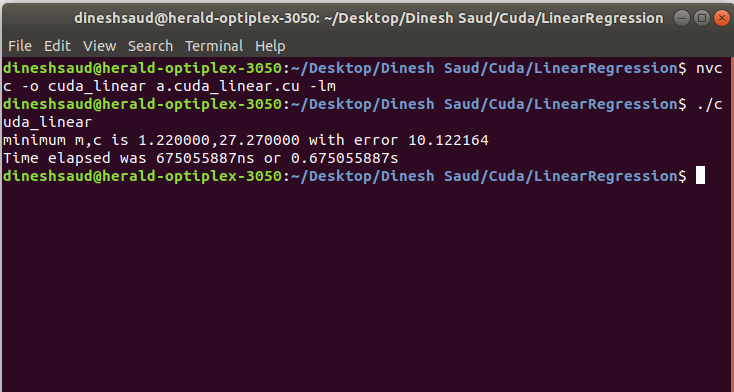 dineshsaud@herald-optiplex-3050: ~/Desktop/Dinesh Saud/Cuda/LinearRegression
File Edit View Search Terminal Help
dineshsaud@herald-optiplex-3050:~/Desktop/Dinesh Saud/Cuda/LinearRegression$ nvc
c -o cuda_linear a.cuda_linear.cu -lm
dineshsaud@herald-optiplex-3050:~/Desktop/Dinesh Saud/Cuda/LinearRegression$ ./c
uda_linear
minimum m,c is 1.220000,27.270000 with error 10.122164
Time elapsed was 675055887ns or 0.675055887s
dineshsaud@herald-optiplex-3050:~/Desktop/Dinesh Saud/Cuda/LinearRegression$